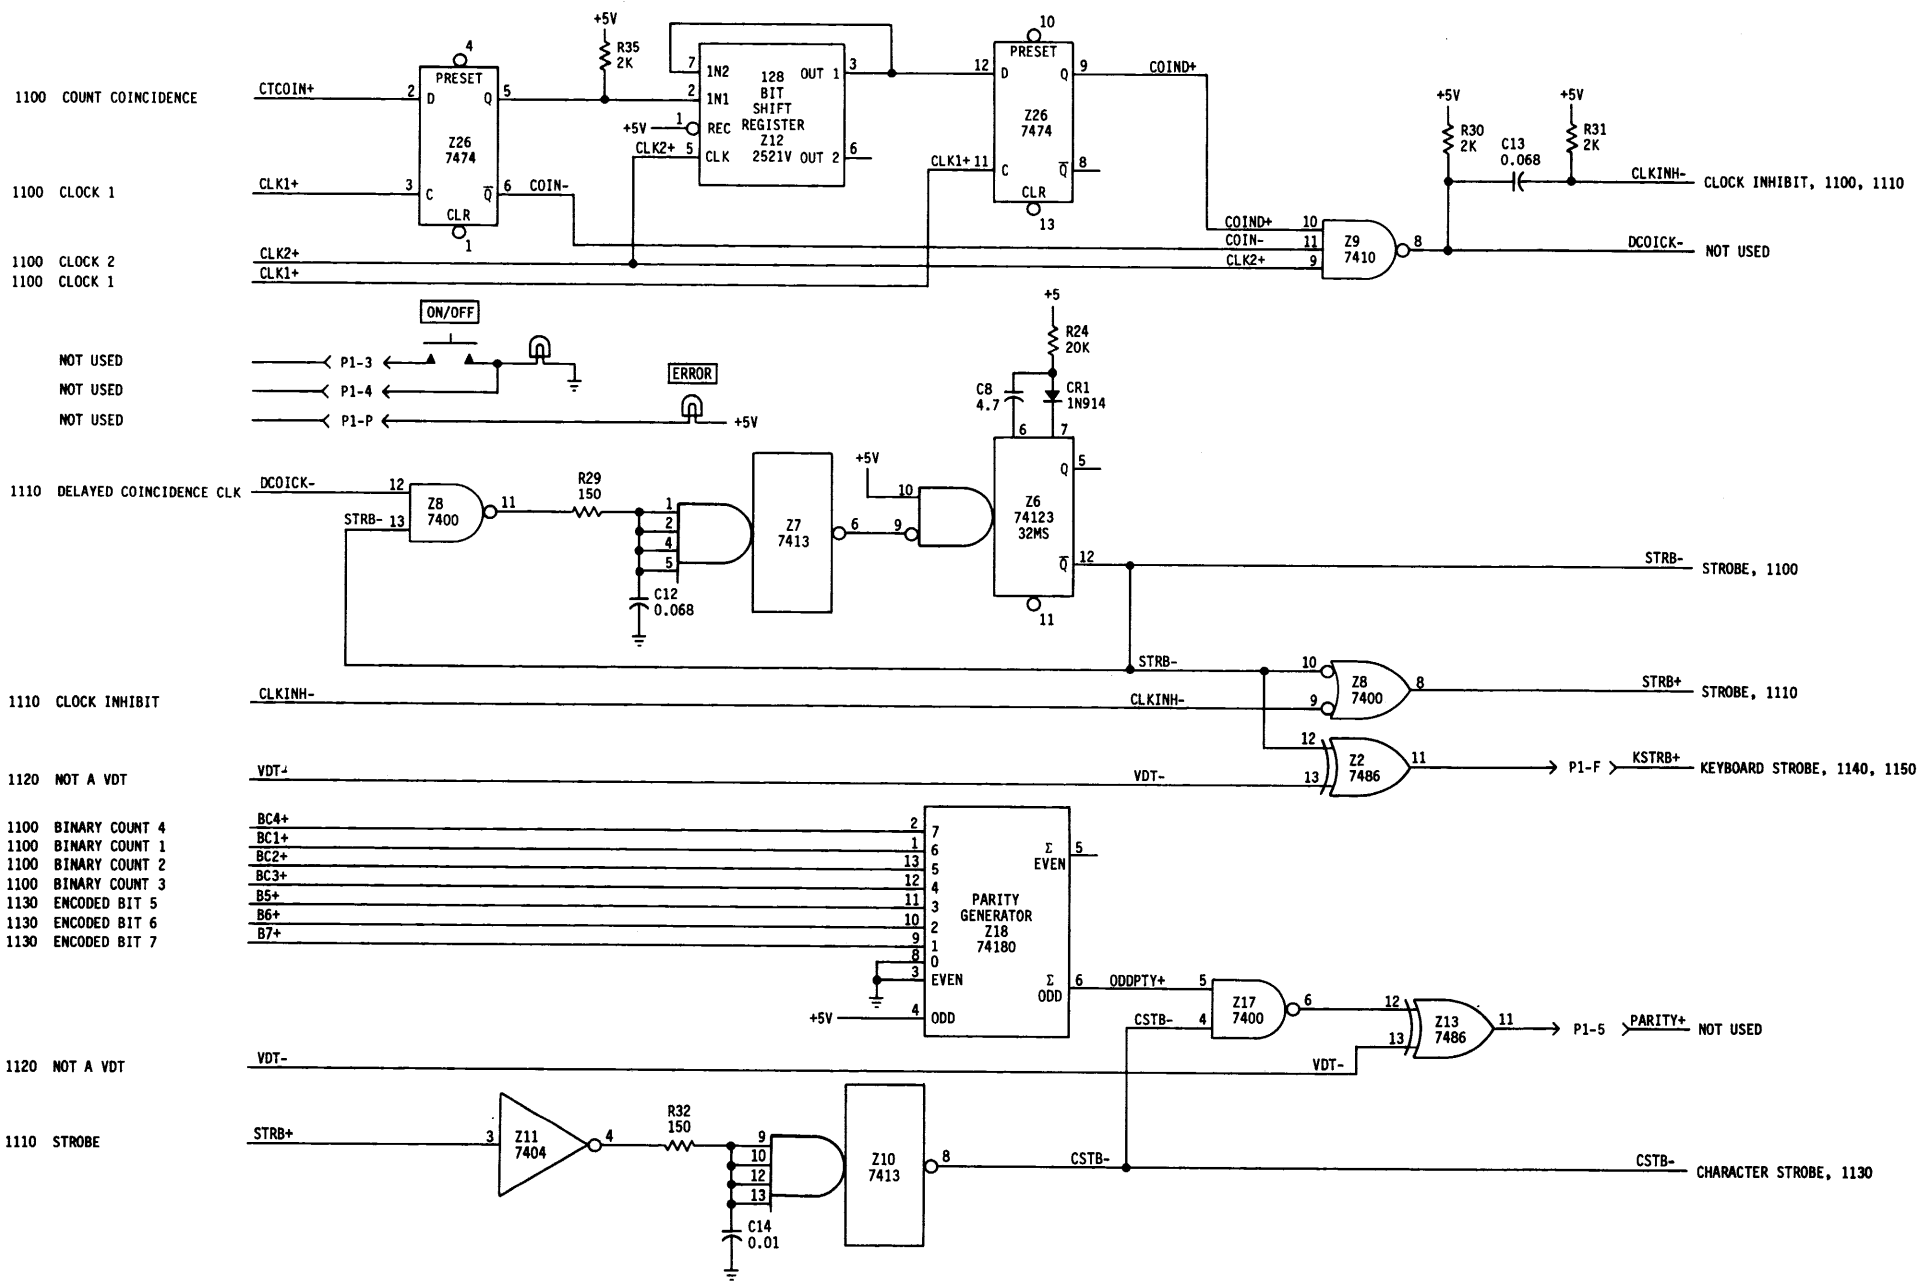 +5V
R35
2K
4
PRESET
1100 COUNT COINCIDENCE
CTCOIN+
2 D Q 5
Z26
7474
1100 CLOCK 1
CLK1+
3 C Q 6
COIN-
CLR
1
7 1N2
2 1N1
+5V 1 REC
CLK2+ 5 CLK
128
BIT
SHIFT
REGISTER
Z12
2521V
OUT 1 3
OUT 2 6
10
PRESET
12 D Q 9
COIND+
Z26
7474
CLK1+ 11 C Q 8
CLR
13
+5V
R30
2K
C13
0.068
+5V
R31
2K
CLKINH- CLOCK INHIBIT, 1100, 1110
COIND+ 10
COIN- 11
CLK2+ 9
Z9
7410
8
DCOICK- NOT USED
1100 CLOCK 2 CLK2+
1100 CLOCK 1 CLK1+
ON/OFF
NOT USED P1-3
NOT USED P1-4
NOT USED P1-P
ERROR
+5V
+5
R24
20K
C8
4.7
CR1
1N914
6 7
1110 DELAYED COINCIDENCE CLK DCOICK- 12
STRB- 13
Z8
7400
11
R29
150
1
2
4
5
C12
0.068
Z7
7413
6
+5V
10
9
Z6
74123
32MS
Q 5
Q 12
11
STRB- STROBE, 1100
STRB-
10
9
Z8
7400
8
STRB+ STROBE, 1110
1110 CLOCK INHIBIT CLKINH-
CLKINH-
12
13
Z2
7486
11
P1-F KSTRB+ KEYBOARD STROBE, 1140, 1150
1120 NOT A VDT VDT-
VDT-
1100 BINARY COUNT 4 BC4+ 2 7
1100 BINARY COUNT 1 BC1+ 1 6
1100 BINARY COUNT 2 BC2+ 13 5
1100 BINARY COUNT 3 BC3+ 12 4
1130 ENCODED BIT 5 B5+ 11 3
1130 ENCODED BIT 6 B6+ 10 2
1130 ENCODED BIT 7 B7+ 9 1
8 0
3 EVEN
+5V 4 ODD
PARITY
GENERATOR
Z18
74180
Σ
EVEN
5
Σ
ODD
6
ODDPTY+ 5
CSTB- 4
Z17
7400
6
12
13
Z13
7486
11
P1-5 PARITY+ NOT USED
1120 NOT A VDT VDT-
VDT-
1110 STROBE STRB+ 3
Z11
7404
4
R32
150
9
10
12
13
C14
0.01
Z10
7413
8
CSTB-
CSTB- CHARACTER STROBE, 1130